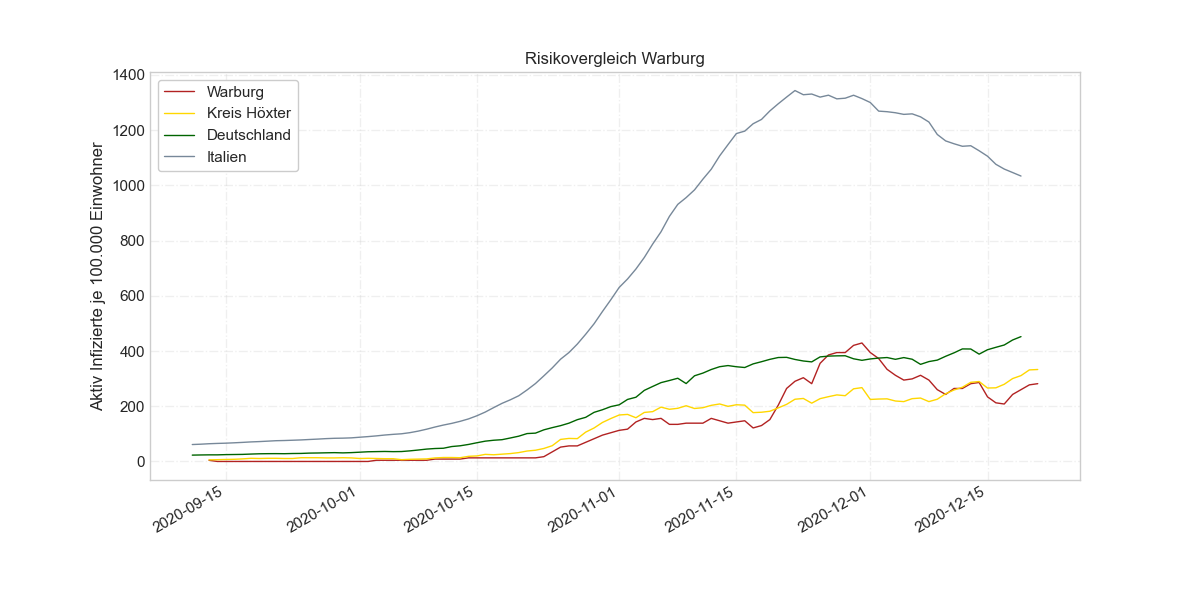 Risikovergleich Warburg
Aktiv Infizierte je 100.000 Einwohner
1400
1200
1000
800
600
400
200
0
Warburg
Kreis Höxter
Deutschland
Italien
2020-09-15
2020-10-01
2020-10-15
2020-11-01
2020-11-15
2020-12-01
2020-12-15